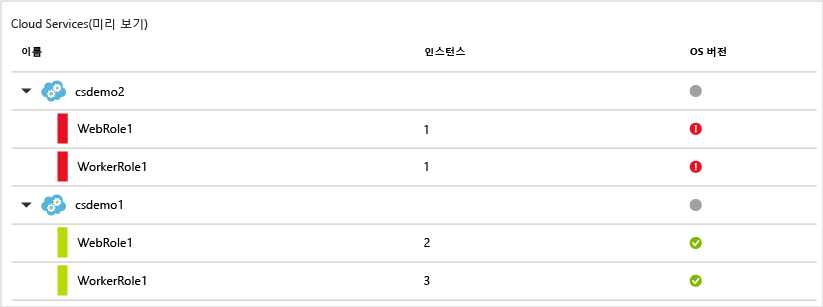 Cloud Services(미리 보기)
이름 인스턴스 OS 버전
csdemo2
WebRole1 1
WorkerRole1 1
csdemo1
WebRole1 2
WorkerRole1 3